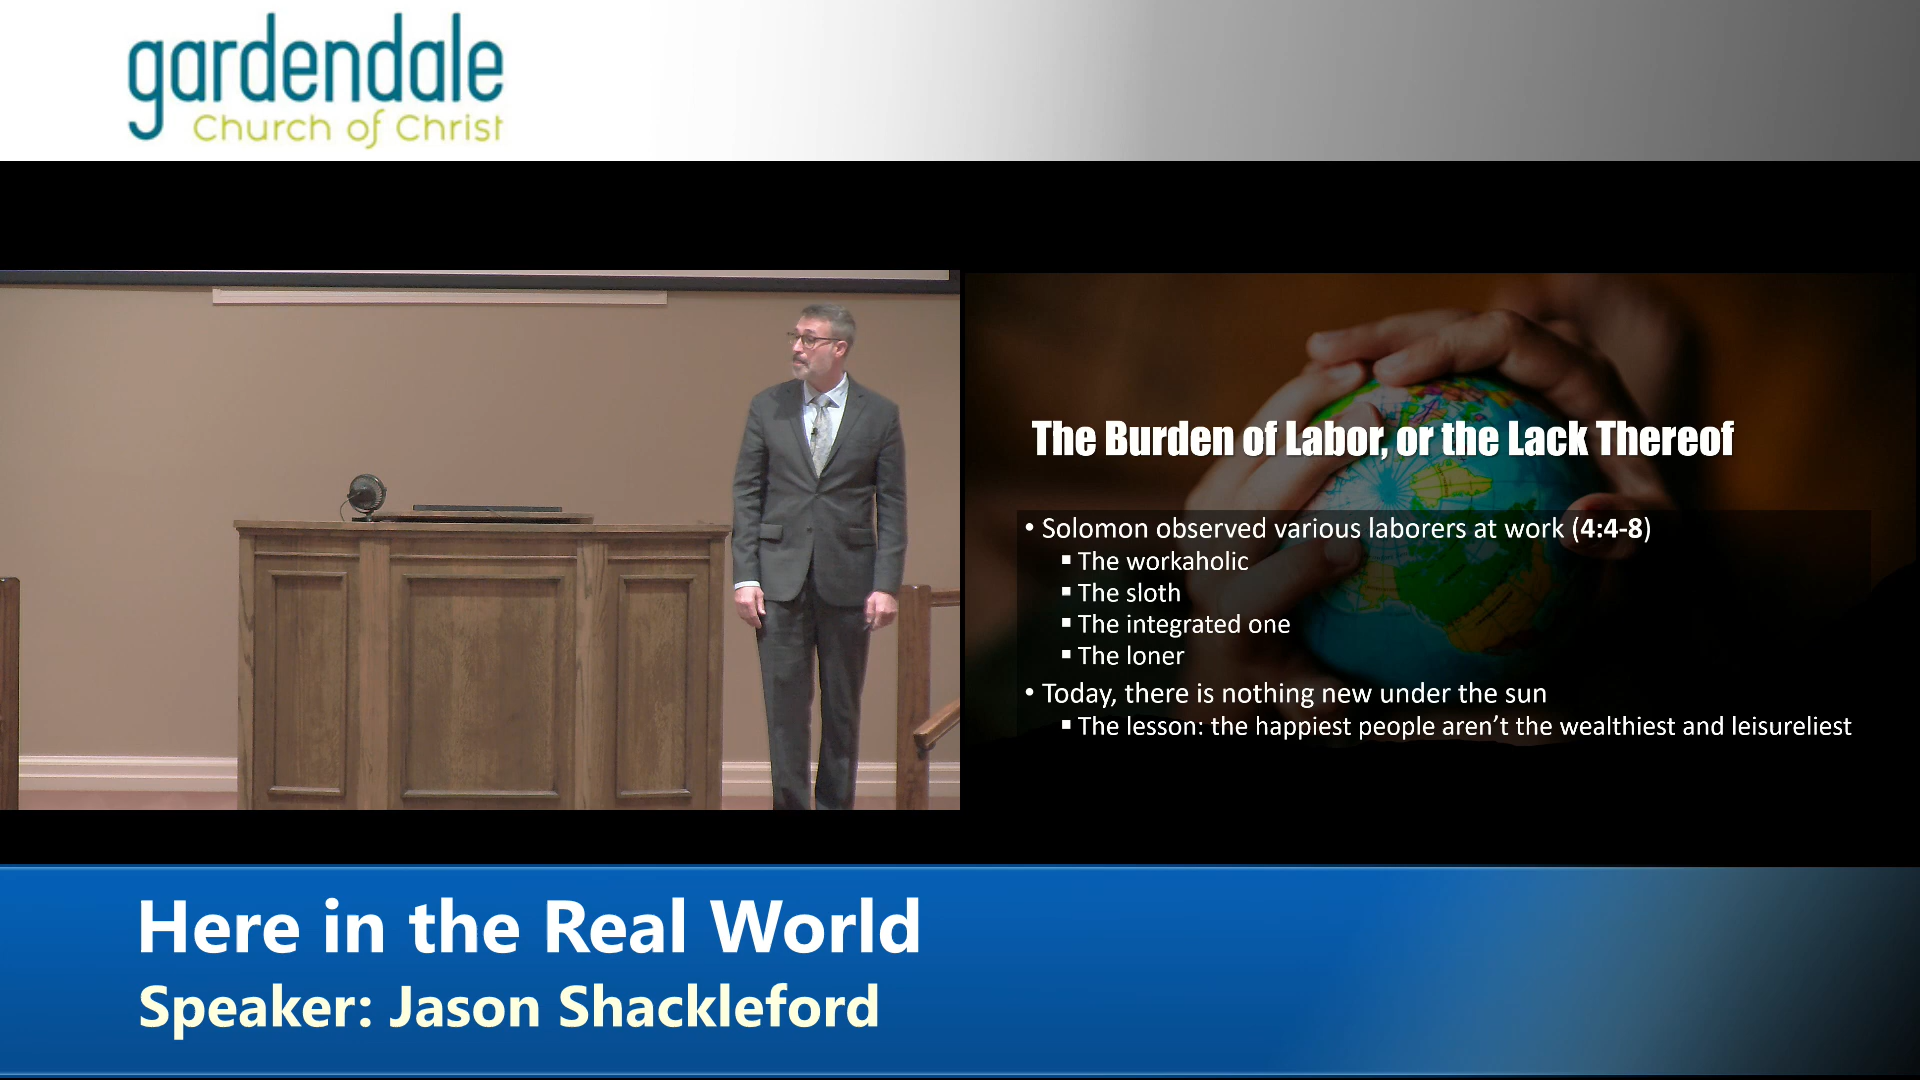 gardendale
Church of Christ
The Burden of Labor, or the Lack Thereof
• Solomon observed various laborers at work (4:4-8)
▪ The workaholic
▪ The sloth
▪ The integrated one
▪ The loner
• Today, there is nothing new under the sun
▪ The lesson: the happiest people aren’t the wealthiest and leisureliest
Here in the Real World
Speaker: Jason Shackleford